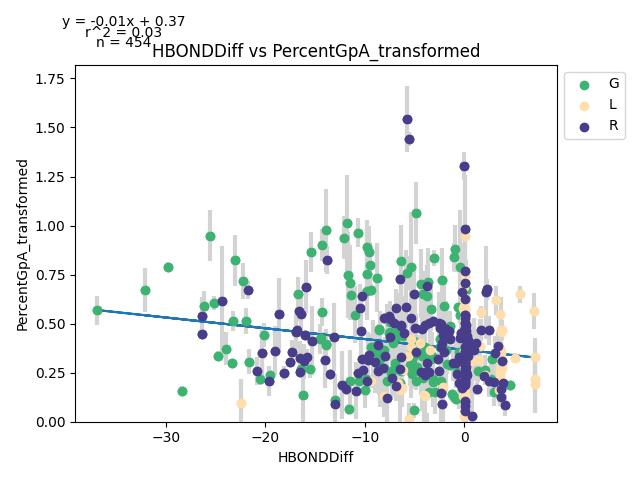 y = -0.01x + 0.37
r^2 = 0.03
n = 454
HBONDDiff vs PercentGpA_transformed
PercentGpA_transformed
1.75
1.50
1.25
1.00
0.75
0.50
0.25
0.00
−30
−20
−10
0
HBONDDiff
G
L
R